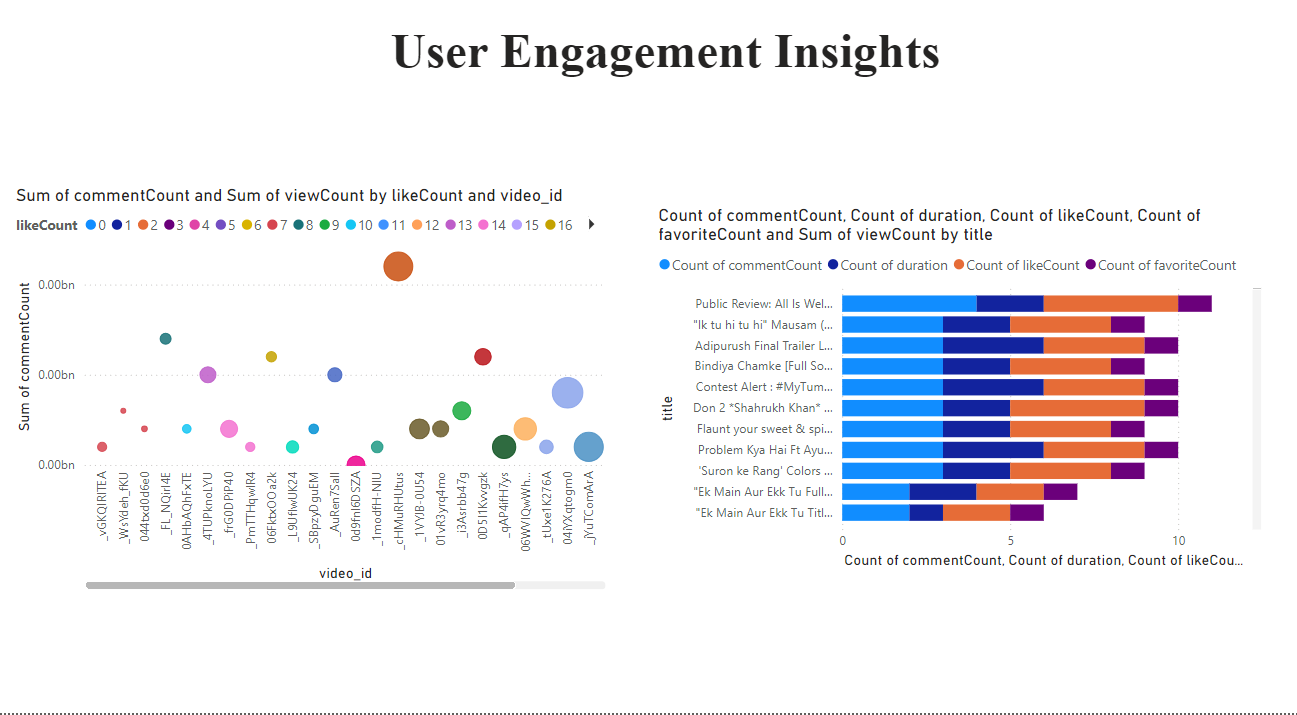 User Engagement Insights
Sum of commentCount and Sum of viewCount by likeCount and video_id
likeCount 0 1 2 3 4 5 6 7 8 9 10 11 12 13 14 15 16
Sum of commentCount
0.00bn
0.00bn
0.00bn
_vGKQIRITEA
_WsYdeh_fKU
044txd0d6e0
_FL_NQirI4E
0AHbAQhFxTE
_4TUPknoLYU
_frG0DPiP40
_PmTTHqwIR4
06FktxOOa2k
_L9UfIwUK24
_SBpzyDguEM
_AuRen7SaII
0d9fnI6DSZA
_1modfH-NIU
_cHMuRHUtus
_1VYJB-0U54
01vR3yrq4mo
_i3Asrbb47g
0D5I1Kvvgzk
_qAP4ifH7ys
06WVIQwWh...
_tUxe1K276A
04iYXqtogm0
_jYuTComArA
video_id
Count of commentCount, Count of duration, Count of likeCount, Count of
favoriteCount and Sum of viewCount by title
Count of commentCount Count of duration Count of likeCount Count of favoriteCount
title
Public Review: All Is Wel...
"Ik tu hi tu hi" Mausam (...
Adipurush Final Trailer L...
Bindiya Chamke [Full So...
Contest Alert : #MyTum...
Don 2 *Shahrukh Khan* ...
Flaunt your sweet & spi...
Problem Kya Hai Ft Ayu...
'Suron ke Rang' Colors ...
"Ek Main Aur Ekk Tu Full...
"Ek Main Aur Ekk Tu Titl...
0 5 10
Count of commentCount, Count of duration, Count of likeCou...